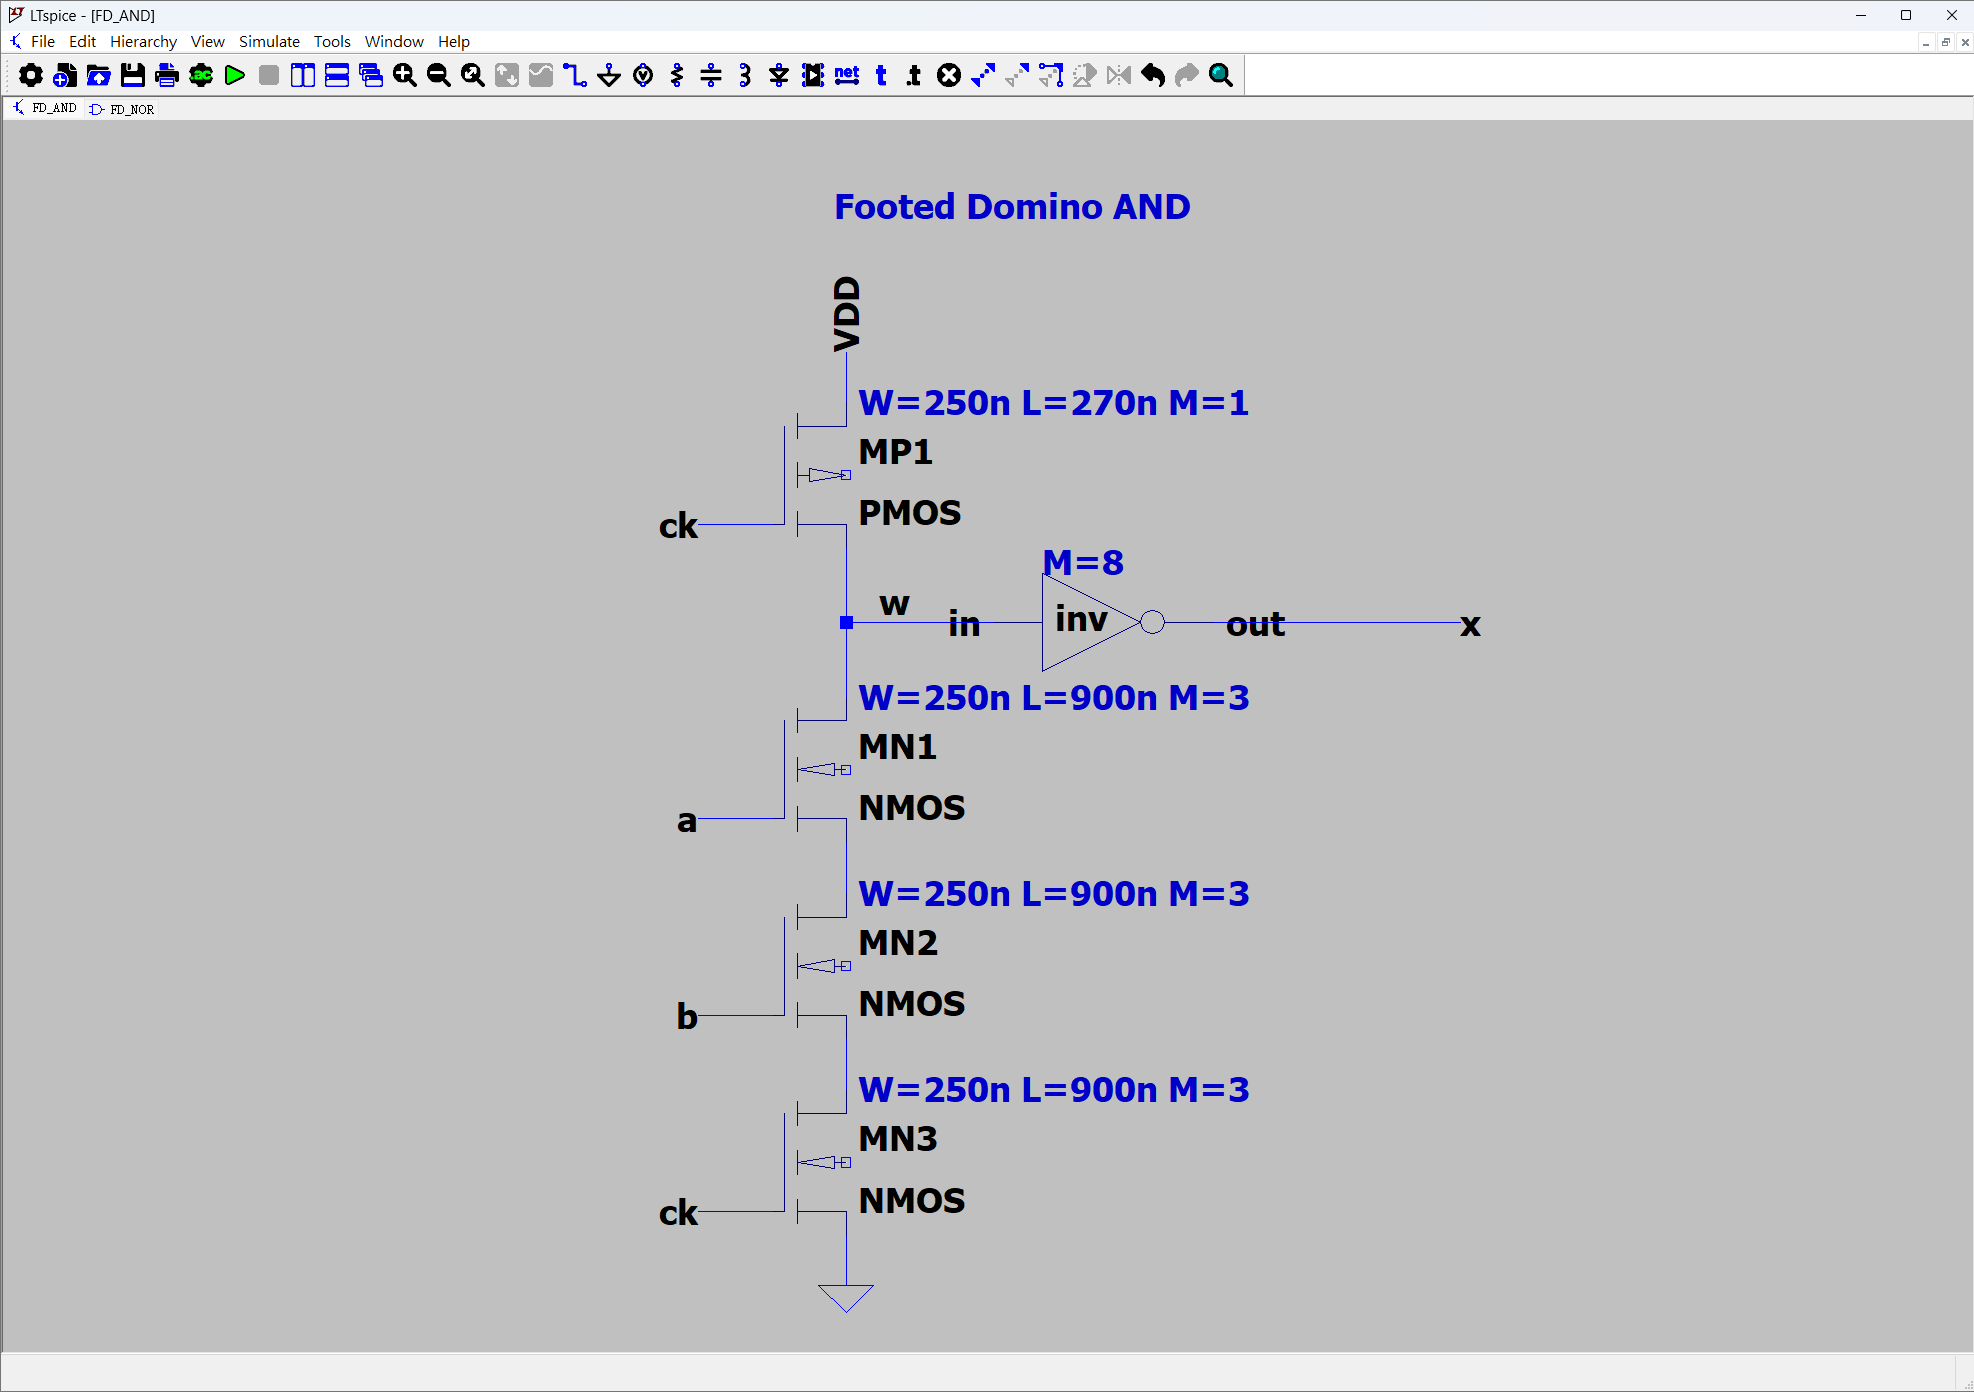 LTspice - [FD_AND]
File Edit Hierarchy View Simulate Tools Window Help
.ac net t .t
FD_AND FD_NOR
Footed Domino AND
VDD
W=250n L=270n M=1
MP1
PMOS
ck
M=8
w
in inv out x
W=250n L=900n M=3
MN1
NMOS
a
W=250n L=900n M=3
MN2
NMOS
b
W=250n L=900n M=3
MN3
NMOS
ck